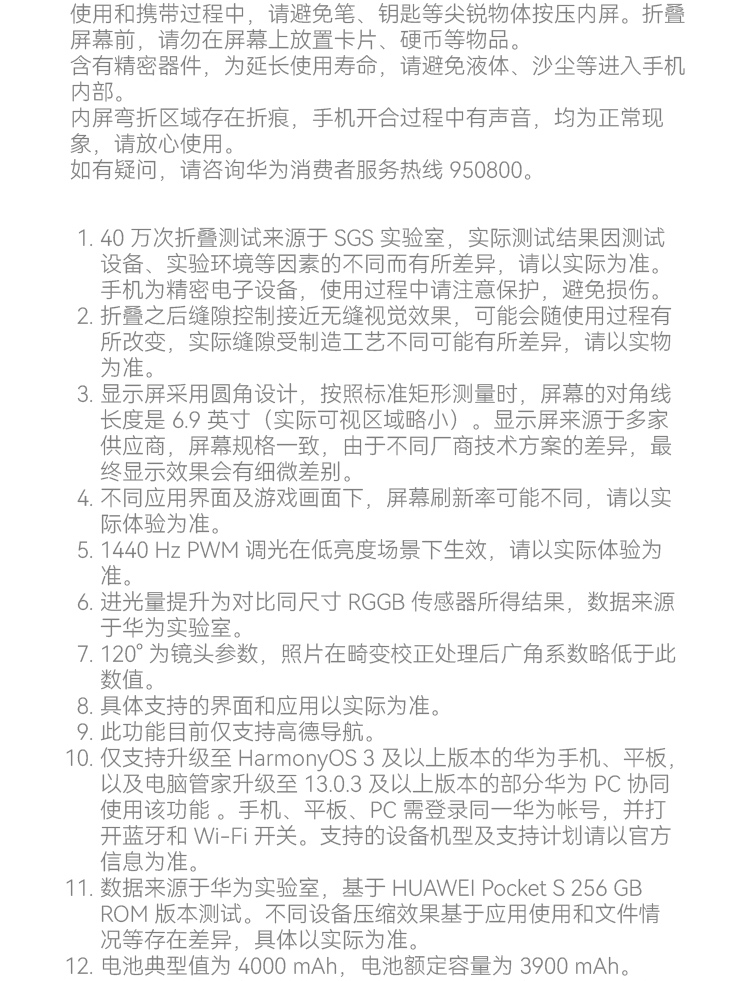 使用和携带过程中，请避免笔、钥匙等尖锐物体按压内屏。折叠
屏幕前，请勿在屏幕上放置卡片、硬币等物品。
含有精密器件，为延长使用寿命，请避免液体、沙尘等进入手机
内部。
内屏弯折区域存在折痕，手机开合过程中有声音，均为正常现
象，请放心使用。
如有疑问，请咨询华为消费者服务热线 950800。
1. 40 万次折叠测试来源于 SGS 实验室，实际测试结果因测试
设备、实验环境等因素的不同而有所差异，请以实际为准。
手机为精密电子设备，使用过程中请注意保护，避免损伤。
2. 折叠之后缝隙控制接近无缝视觉效果，可能会随使用过程有
所改变，实际缝隙受制造工艺不同可能有所差异，请以实物
为准。
3. 显示屏采用圆角设计，按照标准矩形测量时，屏幕的对角线
长度是 6.9 英寸（实际可视区域略小）。显示屏来源于多家
供应商，屏幕规格一致，由于不同厂商技术方案的差异，最
终显示效果会有细微差别。
4. 不同应用界面及游戏画面下，屏幕刷新率可能不同，请以实
际体验为准。
5. 1440 Hz PWM 调光在低亮度场景下生效，请以实际体验为
准。
6. 进光量提升为对比同尺寸 RGGB 传感器所得结果，数据来源
于华为实验室。
7. 120° 为镜头参数，照片在畸变校正处理后广角系数略低于此
数值。
8. 具体支持的界面和应用以实际为准。
9. 此功能目前仅支持高德导航。
10. 仅支持升级至 HarmonyOS 3 及以上版本的华为手机、平板，
以及电脑管家升级至 13.0.3 及以上版本的部分华为 PC 协同
使用该功能 。手机、平板、PC 需登录同一华为帐号，并打
开蓝牙和 Wi-Fi 开关。支持的设备机型及支持计划请以官方
信息为准。
11. 数据来源于华为实验室，基于 HUAWEI Pocket S 256 GB
ROM 版本测试。不同设备压缩效果基于应用使用和文件情
况等存在差异，具体以实际为准。
12. 电池典型值为 4000 mAh，电池额定容量为 3900 mAh。